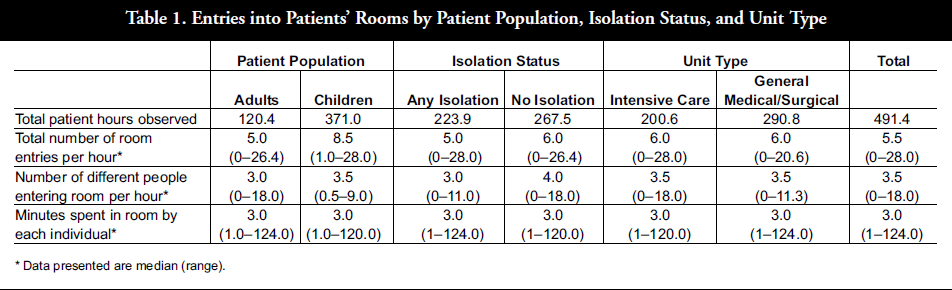 Table 1. Entries into Patients’ Rooms by Patient Population, Isolation Status, and Unit Type
Patient Population Isolation Status Unit Type Total
Adults Children Any Isolation No Isolation Intensive Care General Medical/Surgical
Total patient hours observed 120.4 371.0 223.9 267.5 200.6 290.8 491.4
Total number of room 5.0 8.5 5.0 6.0 6.0 6.0 5.5
entries per hour* (0–26.4) (1.0–28.0) (0–28.0) (0–26.4) (0–28.0) (0–20.6) (0–28.0)
Number of different people 3.0 3.5 3.0 4.0 3.5 3.5 3.5
entering room per hour* (0–18.0) (0.5–9.0) (0–11.0) (0–18.0) (0–18.0) (0–11.3) (0–18.0)
Minutes spent in room by 3.0 3.0 3.0 3.0 3.0 3.0 3.0
each individual* (1.0–124.0) (1.0–120.0) (1–124.0) (1–120.0) (1–120.0) (1–124.0) (1–124.0)
* Data presented are median (range).